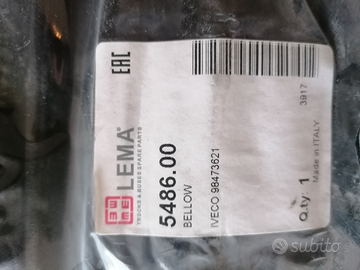 EAC
LEMA
TRUCKS & BUSES SPARE PARTS
5486.00
BELLOW
IVECO 98473621
Q.ty. 1
Made in ITALY
3917
subito